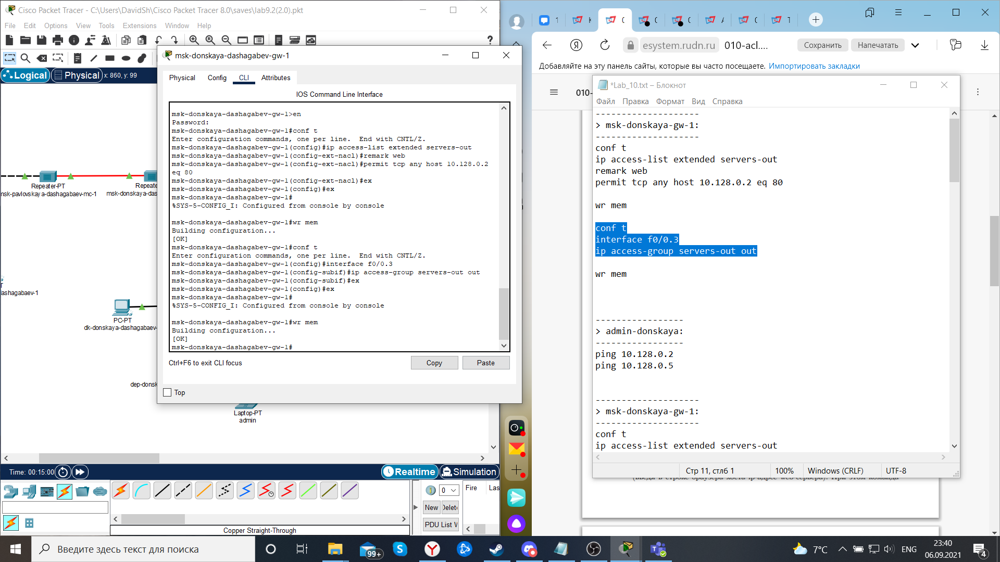 Cisco Packet Tracer - C:\Users\DavidSh\Cisco Packet Tracer 8.0\saves\lab9.2(2.0).pkt
File Edit Options View Tools Extensions Window Help
Logical Physical x: 860, y: 99
Repeater-PT
msk-pavlovskaya-dashagabaev-mc-1
Repeate
msk-donskaya-das
ashagabaev-1
PC-PT
dk-donskaya-dashagabaev-
dep-donsk
Laptop-PT
admin
msk-donskaya-dashagabev-gw-1
Physical Config CLI Attributes
IOS Command Line Interface
msk-donskaya-dashagabev-gw-1>en
Password:
msk-donskaya-dashagabev-gw-1#conf t
Enter configuration commands, one per line. End with CNTL/Z.
msk-donskaya-dashagabev-gw-1(config)#ip access-list extended servers-out
msk-donskaya-dashagabev-gw-1(config-ext-nacl)#remark web
msk-donskaya-dashagabev-gw-1(config-ext-nacl)#permit tcp any host 10.128.0.2
eq 80
msk-donskaya-dashagabev-gw-1(config-ext-nacl)#ex
msk-donskaya-dashagabev-gw-1(config)#ex
msk-donskaya-dashagabev-gw-1#
%SYS-5-CONFIG_I: Configured from console by console
msk-donskaya-dashagabev-gw-1#wr mem
Building configuration...
[OK]
msk-donskaya-dashagabev-gw-1#conf t
Enter configuration commands, one per line. End with CNTL/Z.
msk-donskaya-dashagabev-gw-1(config)#interface f0/0.3
msk-donskaya-dashagabev-gw-1(config-subif)#ip access-group servers-out out
msk-donskaya-dashagabev-gw-1(config-subif)#ex
msk-donskaya-dashagabev-gw-1(config)#ex
msk-donskaya-dashagabev-gw-1#
%SYS-5-CONFIG_I: Configured from console by console
msk-donskaya-dashagabev-gw-1#wr mem
Building configuration...
[OK]
msk-donskaya-dashagabev-gw-1#
Ctrl+F6 to exit CLI focus
Copy Paste
Top
Time: 00:15:00
Realtime Simulation
0
Fire Las
New Delete
PDU List W
Copper Straight-Through
esystem.rudn.ru 010-acl.... Сохранить Напечатать
Добавляйте на эту панель сайты, которые вы часто посещаете. Импортировать закладки
010-
*Lab_10.txt – Блокнот
Файл Правка Формат Вид Справка
--------------------
> msk-donskaya-gw-1:
--------------------
conf t
ip access-list extended servers-out
remark web
permit tcp any host 10.128.0.2 eq 80
wr mem
conf t
interface f0/0.3
ip access-group servers-out out
wr mem
-----------------
> admin-donskaya:
-----------------
ping 10.128.0.2
ping 10.128.0.5
--------------------
> msk-donskaya-gw-1:
--------------------
conf t
ip access-list extended servers-out
Стр 11, стлб 1 100% Windows (CRLF) UTF-8
(введя в строке браузера хоста ip-адрес web-сервера). При этом команда
Введите здесь текст для поиска
99+
7°C
ENG
23:40
06.09.2021
4